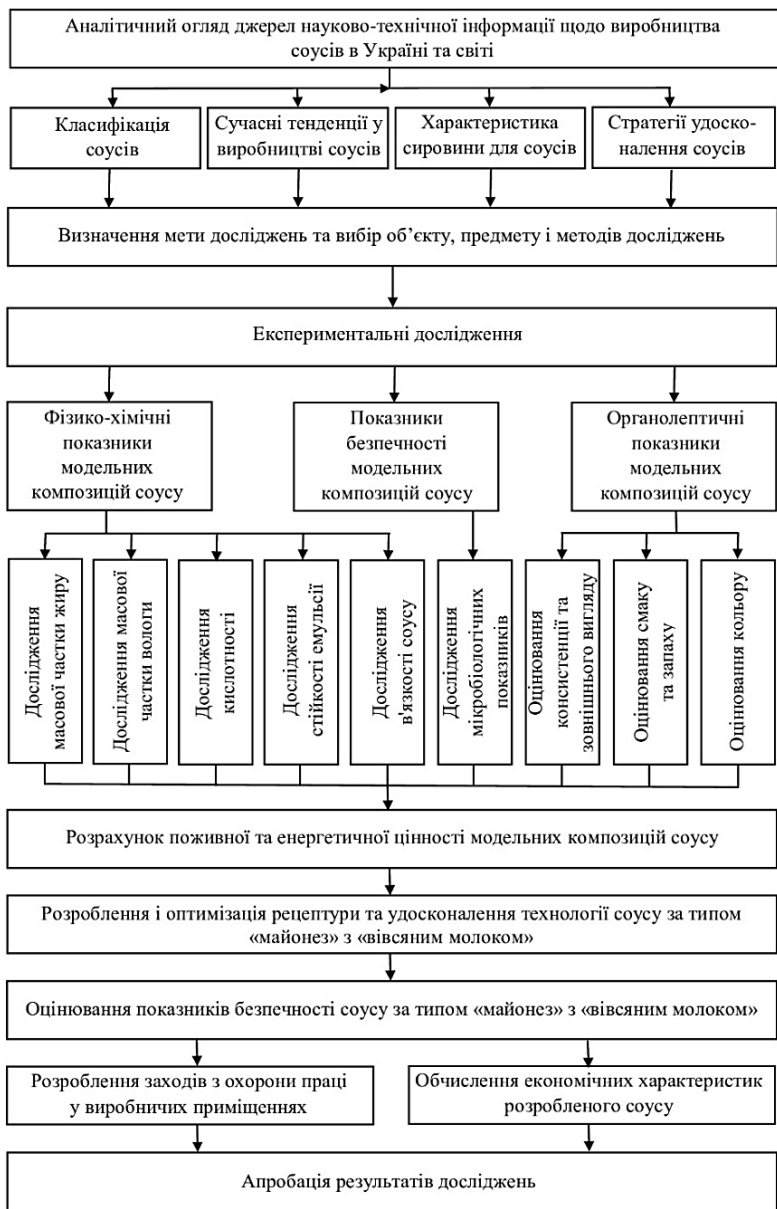 Аналітичний огляд джерел науково-технічної інформації щодо виробництва
соусів в Україні та світі
Класифікація
соусів
Сучасні тенденції у
виробництві соусів
Характеристика
сировини для соусів
Стратегії удоско-
налення соусів
Визначення мети досліджень та вибір об’єкту, предмету і методів досліджень
Експериментальні дослідження
Фізико-хімічні
показники
модельних
композицій соусу
Показники
безпечності
модельних
композицій соусу
Органолептичні
показники
модельних
композицій соусу
Дослідження
масової частки жиру
Дослідження масової
частки вологи
Дослідження
кислотності
Дослідження
стійкості емульсії
Дослідження
в'язкості соусу
Дослідження
мікробіологічних
показників
Оцінювання
консистенції та
зовнішнього вигляду
Оцінювання смаку
та запаху
Оцінювання кольору
Розрахунок поживної та енергетичної цінності модельних композицій соусу
Розроблення і оптимізація рецептури та удосконалення технології соусу за типом
«майонез» з «вівсяним молоком»
Оцінювання показників безпечності соусу за типом «майонез» з «вівсяним молоком»
Розроблення заходів з охорони праці
у виробничих приміщеннях
Обчислення економічних характеристик
розробленого соусу
Апробація результатів досліджень